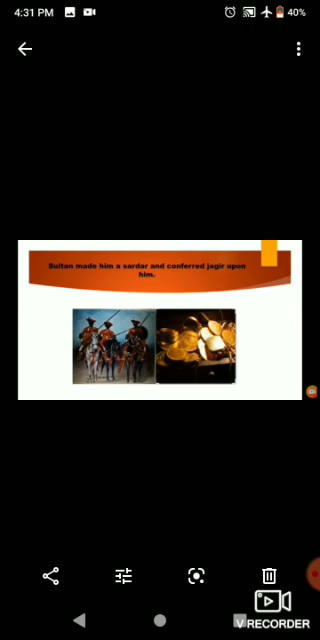 4:31 PM
40%
Sultan made him a sardar and conferred jagir upon
him.
V RECORDER